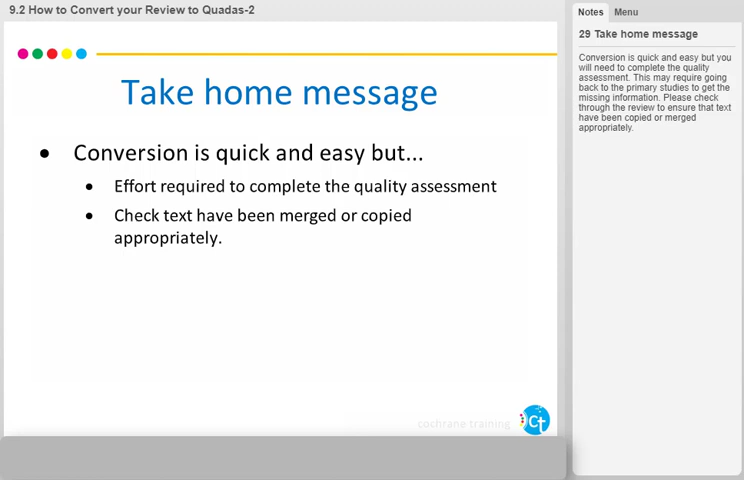 9.2 How to Convert your Review to Quadas-2
Take home message
• Conversion is quick and easy but...
• Effort required to complete the quality assessment
• Check text have been merged or copied
appropriately.
cochrane training
ct
Notes Menu
29 Take home message
Conversion is quick and easy but you
will need to complete the quality
assessment. This may require going
back to the primary studies to get the
missing information. Please check
through the review to ensure that text
have been copied or merged
appropriately.